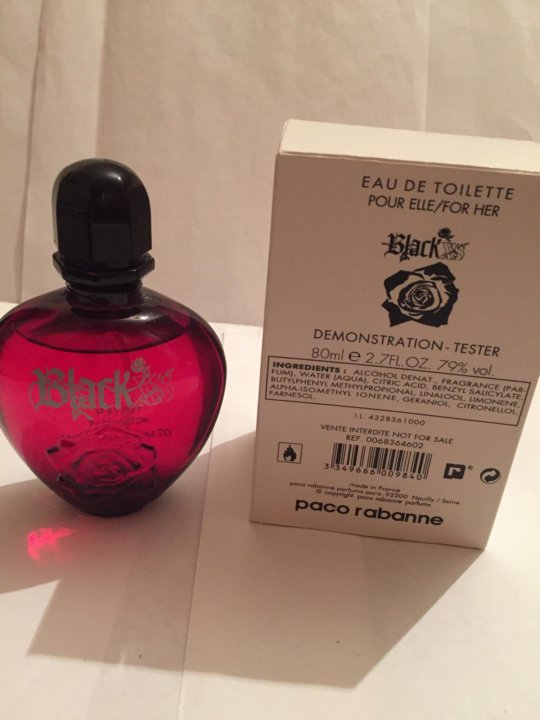 Black XS
EAU DE TOILETTE
POUR ELLE/FOR HER
Black XS
DEMONSTRATION - TESTER
80ml e 2.7FL.OZ. 79% vol.
INGREDIENTS : ALCOHOL DENAT., FRAGRANCE (PAR-
FUM), WATER (AQUA), CITRIC ACID, BENZYL SALICYLATE,
BUTYLPHENYL METHYLPROPIONAL, LINALOOL, LIMONENE,
ALPHA-ISOMETHYL IONENE, GERANIOL, CITRONELLOL,
FARNESOL.
I.L. 4328361000
VENTE INTERDITE NOT FOR SALE
REF. 0068364602
3 349666 009840
made in France
paco rabanne parfums paris 92200 Neuilly / Seine
© copyright paco rabanne parfums
paco rabanne